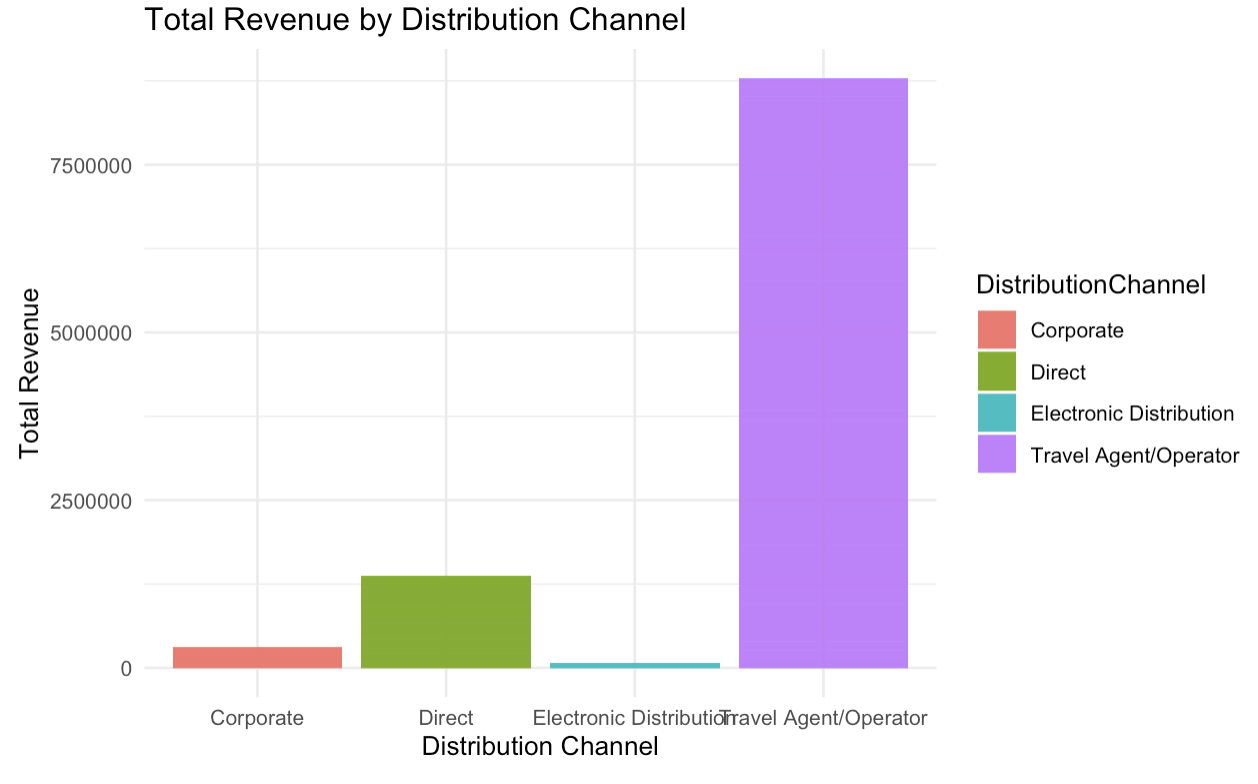 Total Revenue by Distribution Channel
Total Revenue
7500000
5000000
2500000
0
Corporate
Direct
Electronic Distribution
Travel Agent/Operator
Distribution Channel
DistributionChannel
Corporate
Direct
Electronic Distribution
Travel Agent/Operator